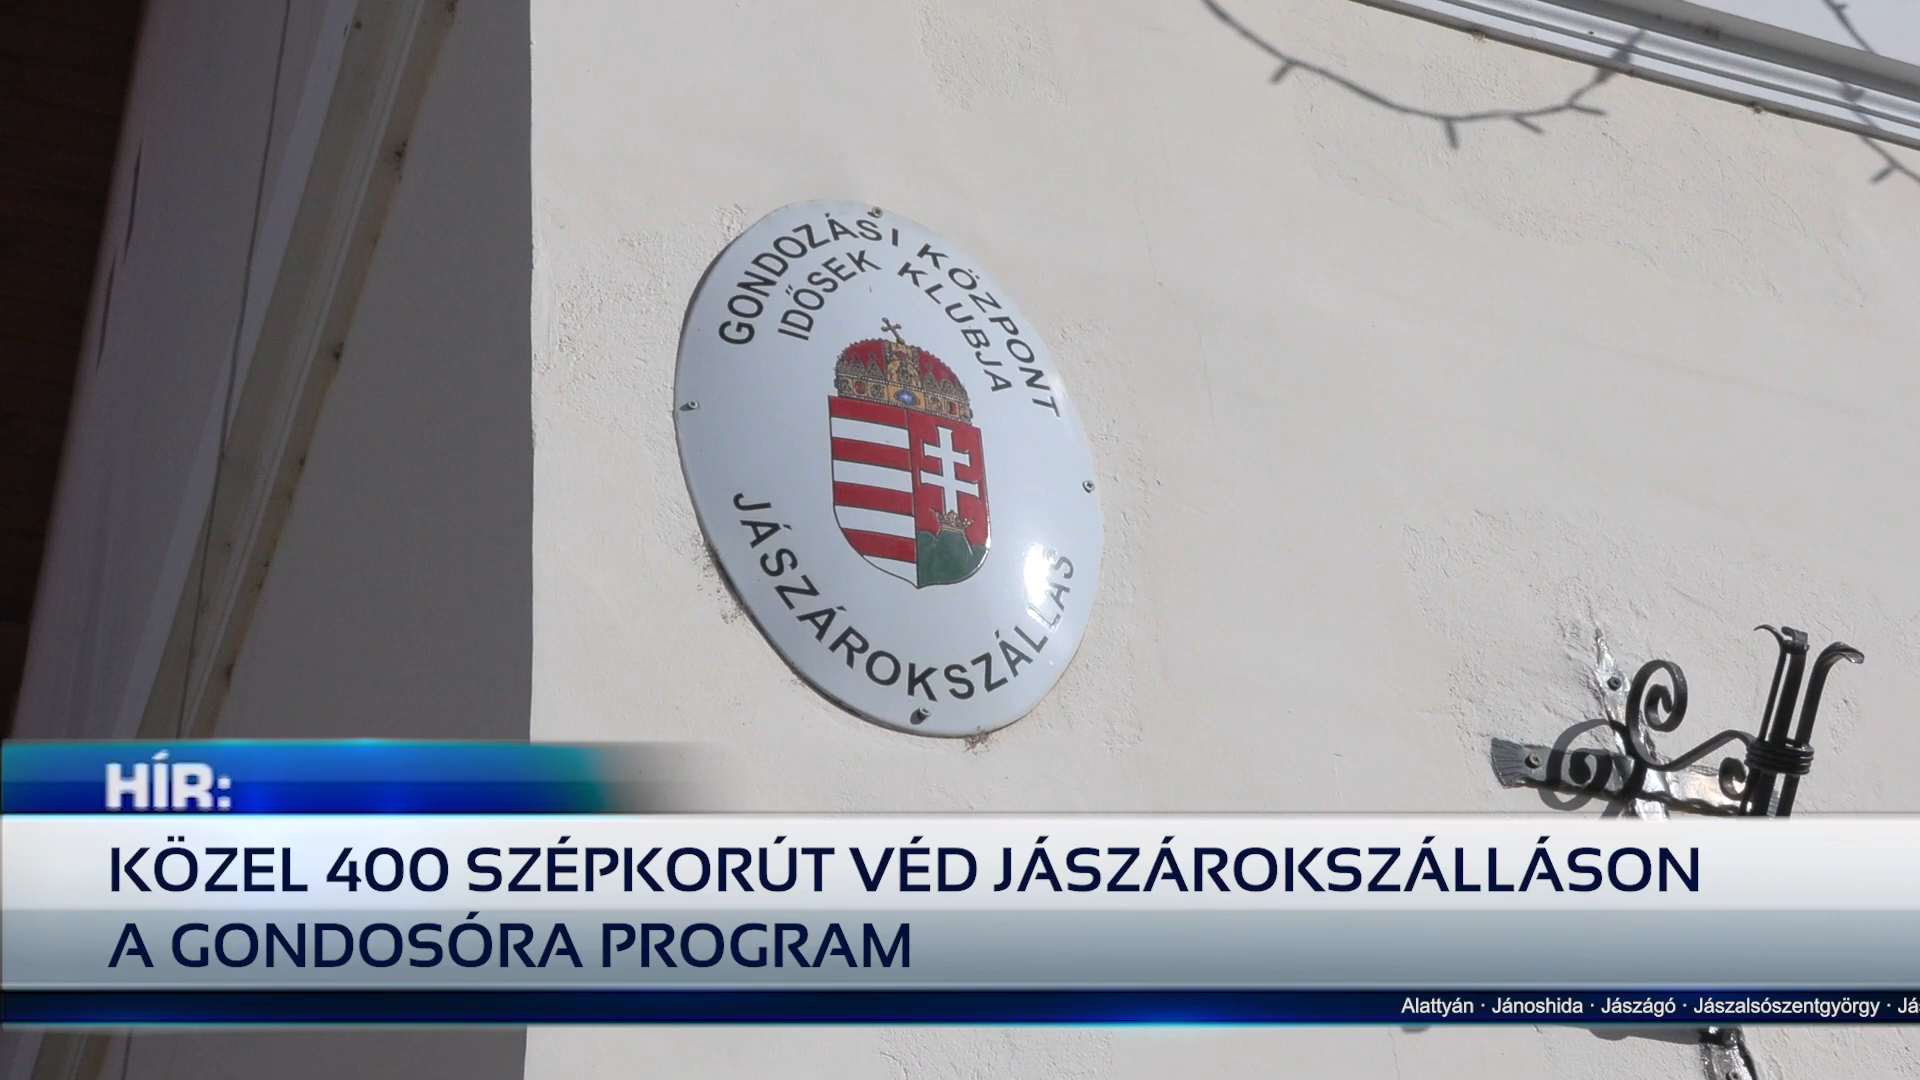 GONDOZÁSI KÖZPONT
IDŐSEK KLUBJA
JÁSZÁROKSZÁLLÁS
HÍR:
KÖZEL 400 SZÉPKORÚT VÉD JÁSZÁROKSZÁLLÁSON
A GONDOSÓRA PROGRAM
Alattyán · Jánoshida · Jászágó · Jászalsószentgyörgy ·